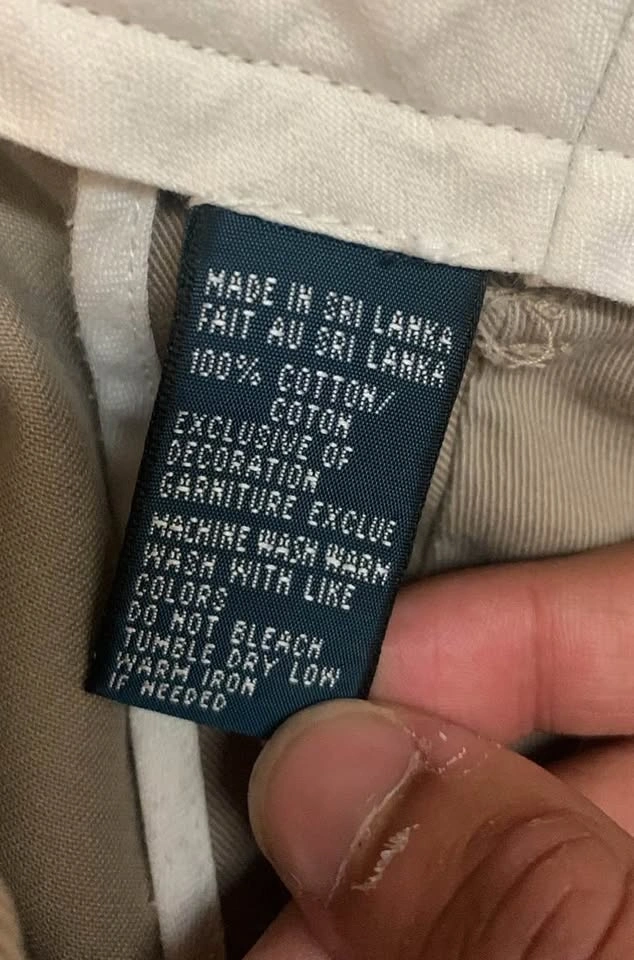 MADE IN SRI LANKA
FAIT AU SRI LANKA
100% COTTON/
COTON
EXCLUSIVE OF
DECORATION
GARNITURE EXCLUE
MACHINE WASH WARM
WASH WITH LIKE
COLORS
DO NOT BLEACH
TUMBLE DRY LOW
WARM IRON
IF NEEDED